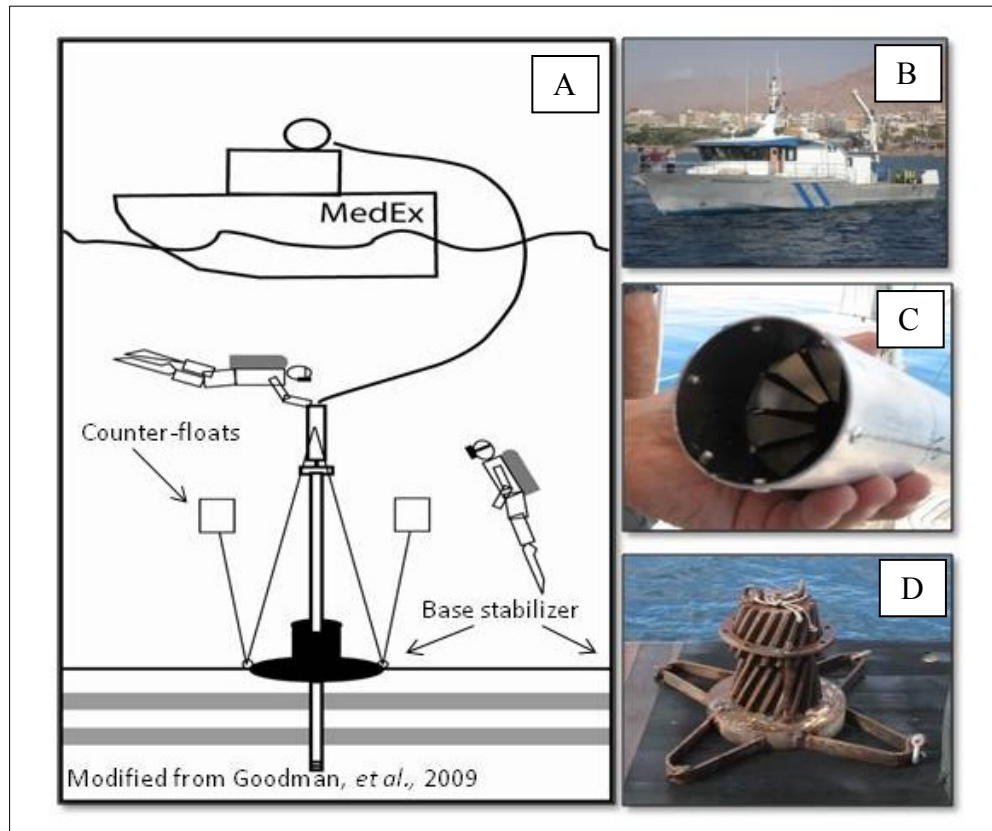 A
MedEx
Counter-floats
Base stabilizer
Modified from Goodman, et al., 2009
B
C
D